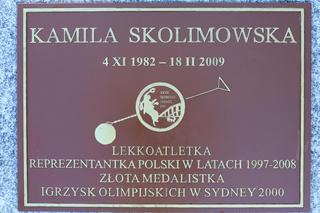 KAMILA SKOLIMOWSKA
4 XI 1982 – 18 II 2009
LEKKOATLETKA
REPREZENTANTKA POLSKI W LATACH 1997-2008
ZŁOTA MEDALISTKA
IGRZYSK OLIMPIJSKICH W SYDNEY 2000